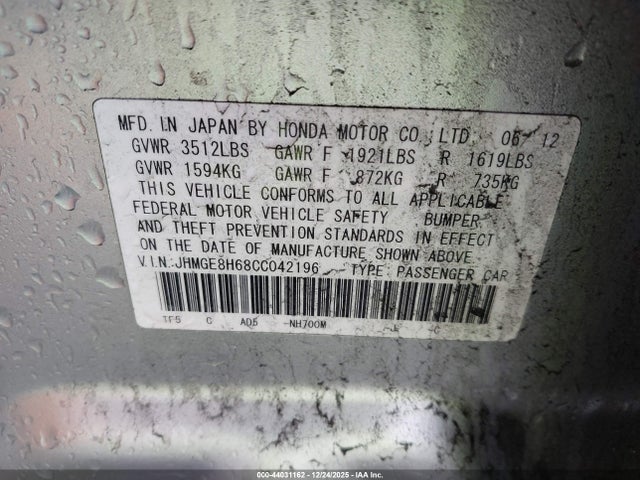 MFD. IN JAPAN BY HONDA MOTOR CO., LTD. 06/12
GVWR 3512LBS GAWR F 1921LBS R 1619LBS
GVWR 1594KG GAWR F 872KG R 735KG
THIS VEHICLE CONFORMS TO ALL APPLICABLE
FEDERAL MOTOR VEHICLE SAFETY BUMPER
AND THEFT PREVENTION STANDARDS IN EFFECT
ON THE DATE OF MANUFACTURE SHOWN ABOVE.
V.I.N.: JHMGE8H68CC042196 TYPE: PASSENGER CAR
TF5 C AD5 -NH700M - -C
000-44031162 - 12/24/2025 - IAA Inc.